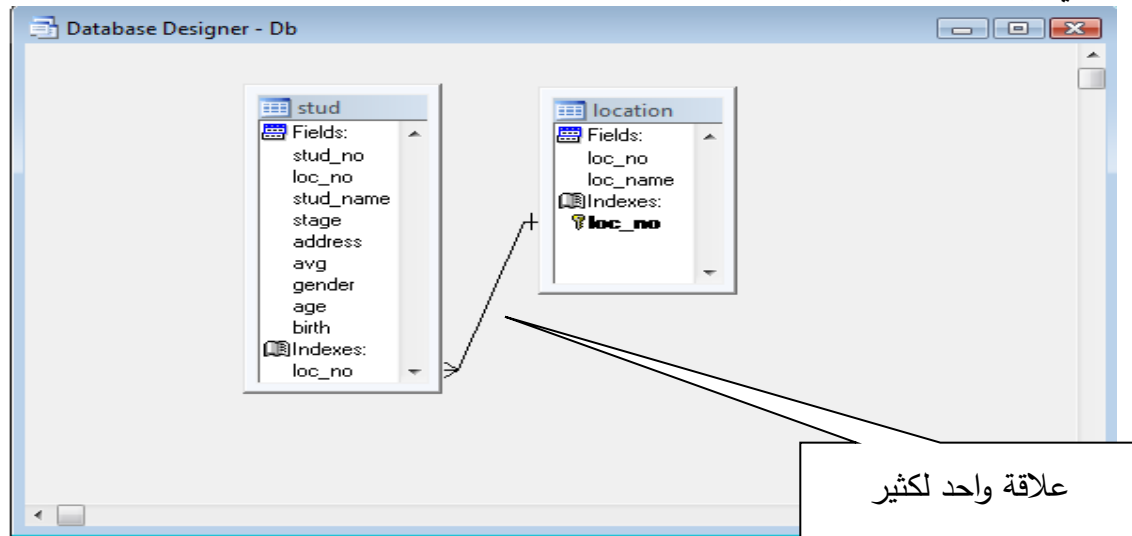 Database Designer - Db
stud
Fields:
stud_no
loc_no
stud_name
stage
address
avg
gender
age
birth
Indexes:
loc_no
location
Fields:
loc_no
loc_name
Indexes:
loc_no
علاقة واحد لكثير